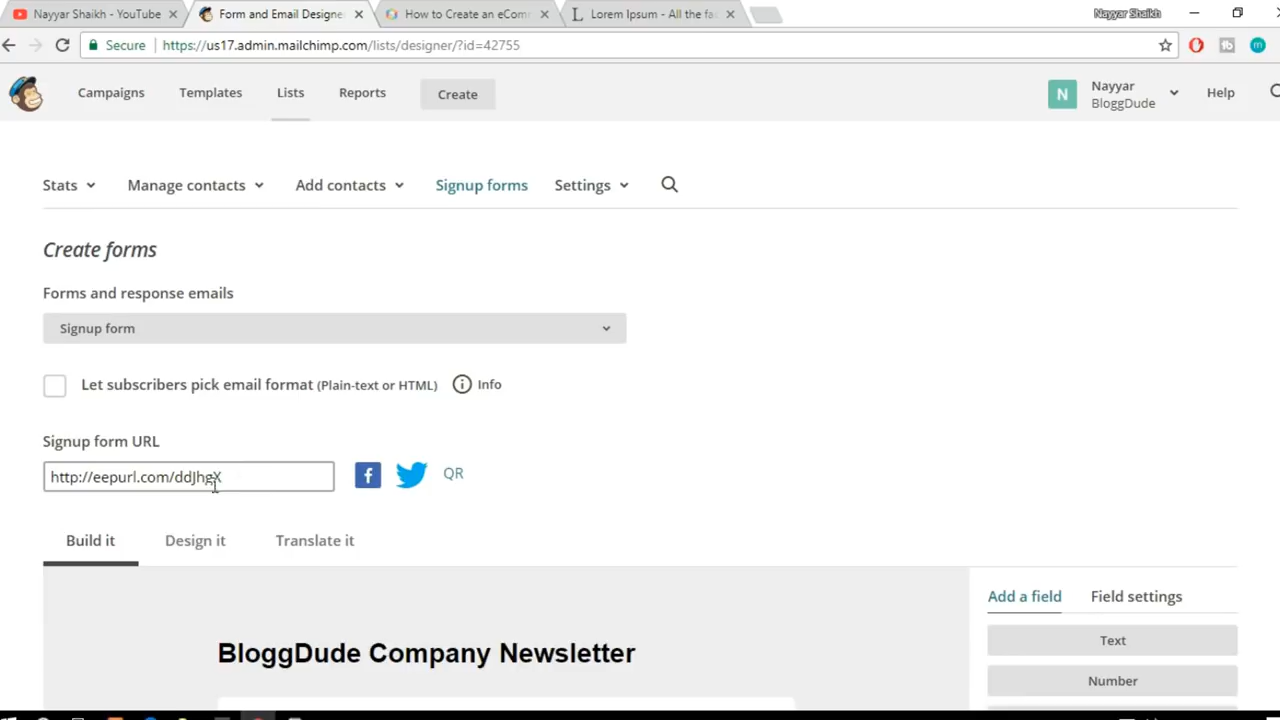 Nayyar Shaikh - YouTube
Form and Email Designe
How to Create an eCom
Lorem Ipsum - All the fa
Nayyar Shaikh
Secure
https://us17.admin.mailchimp.com/lists/designer/?id=42755
Campaigns
Templates
Lists
Reports
Create
N
Nayyar
BloggDude
Help
Stats
Manage contacts
Add contacts
Signup forms
Settings
Create forms
Forms and response emails
Signup form
Let subscribers pick email format (Plain-text or HTML)
Info
Signup form URL
http://eepurl.com/ddJhgX
QR
Build it
Design it
Translate it
Add a field
Field settings
BloggDude Company Newsletter
Text
Number